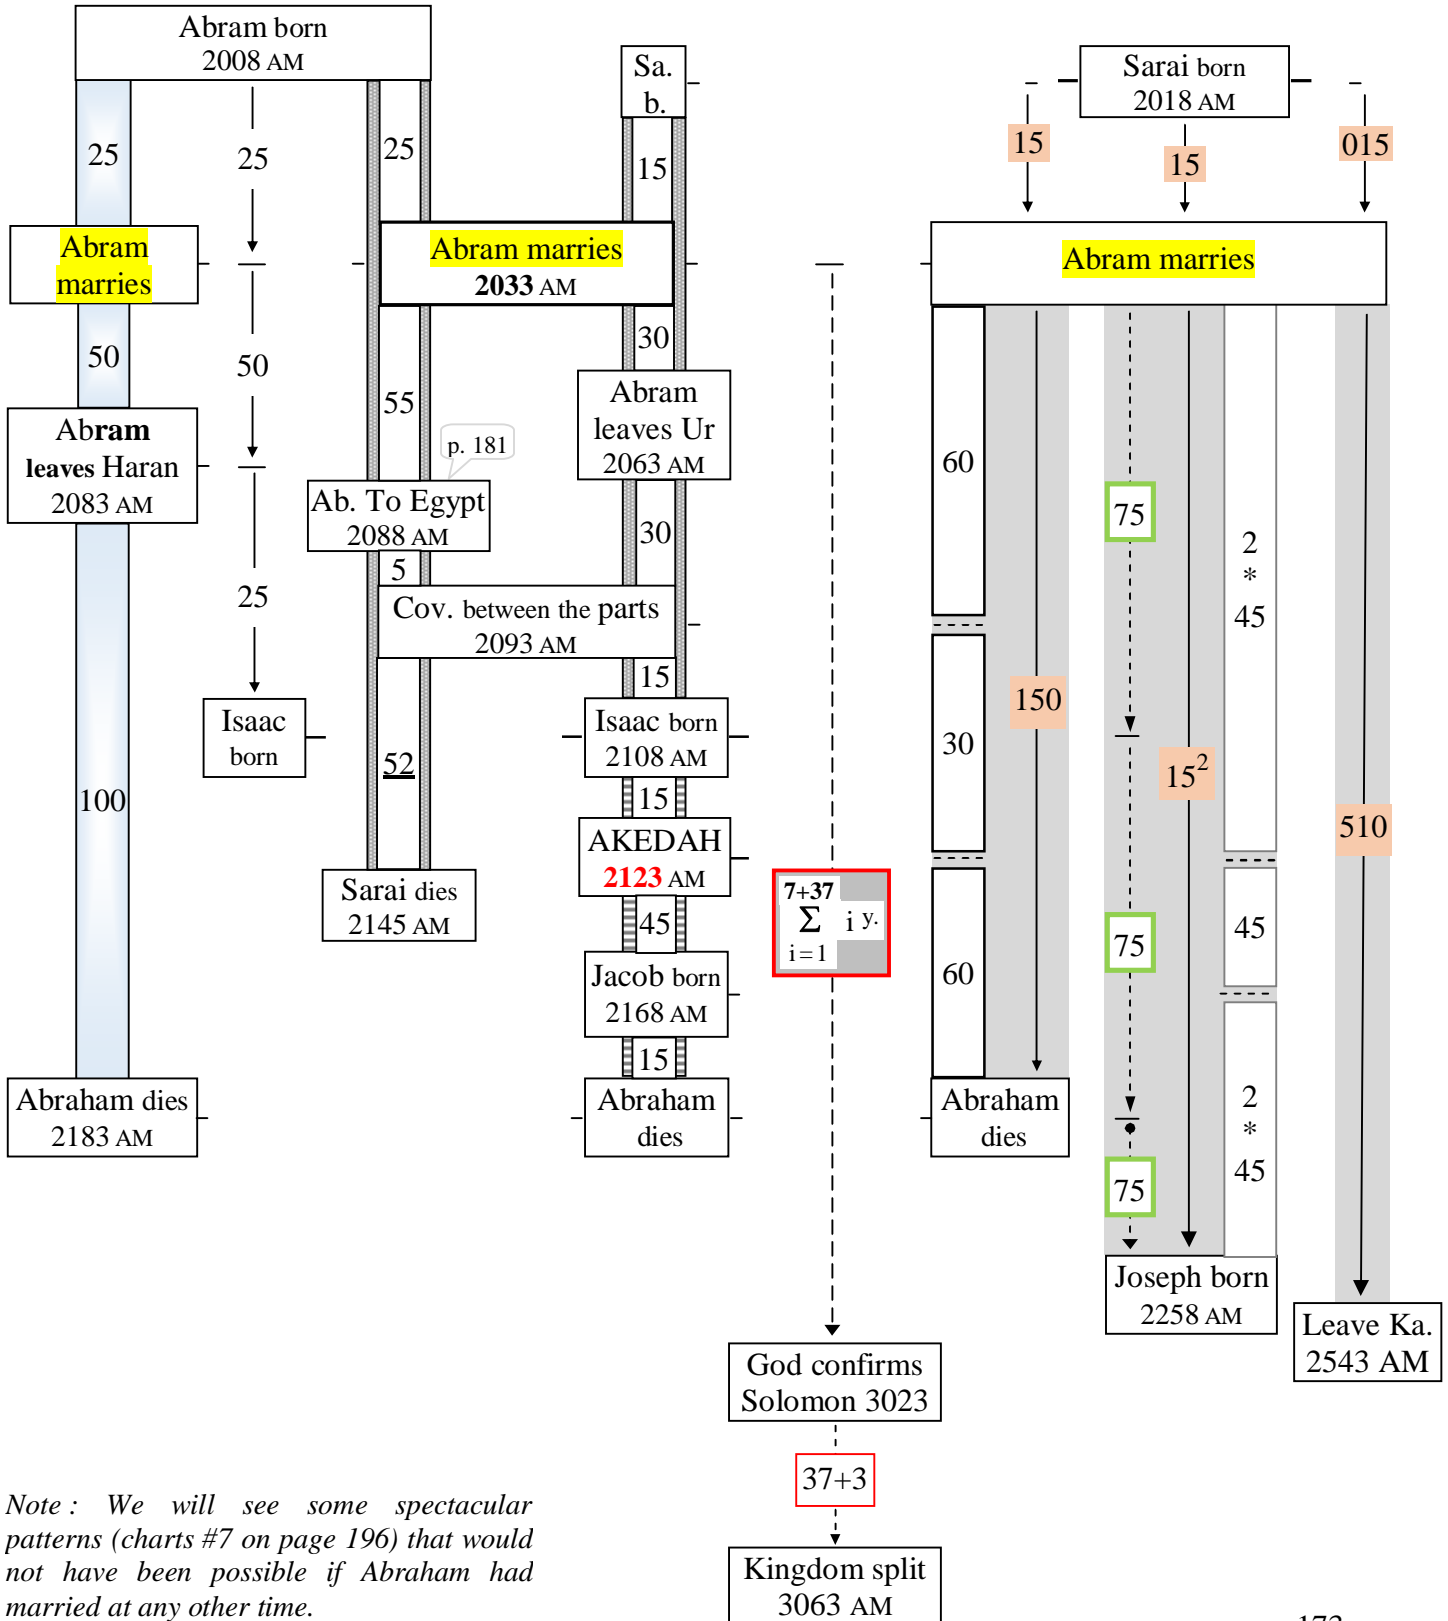 Abram born
2008 AM
25
Abram
marries
50
Abram
leaves Haran
2083 AM
100
Abraham dies
2183 AM
25
50
25
Isaac
born
25
55
p. 181
Ab. To Egypt
2088 AM
5
52
Sarai dies
2145 AM
Sa.
b.
15
Abram marries
2033 AM
30
Abram
leaves Ur
2063 AM
30
Cov. between the parts
2093 AM
15
Isaac born
2108 AM
15
AKEDAH
2123 AM
45
Jacob born
2168 AM
15
Abraham
dies
7+37
Σ i y.
i = 1
God confirms
Solomon 3023
37+3
Kingdom split
3063 AM
Sarai born
2018 AM
15
15
015
Abram marries
60
30
60
150
Abraham
dies
75
75
75
15²
2
*
45
45
2
*
45
Joseph born
2258 AM
510
Leave Ka.
2543 AM
Note : We will see some spectacular
patterns (charts #7 on page 196) that would
not have been possible if Abraham had
married at any other time.